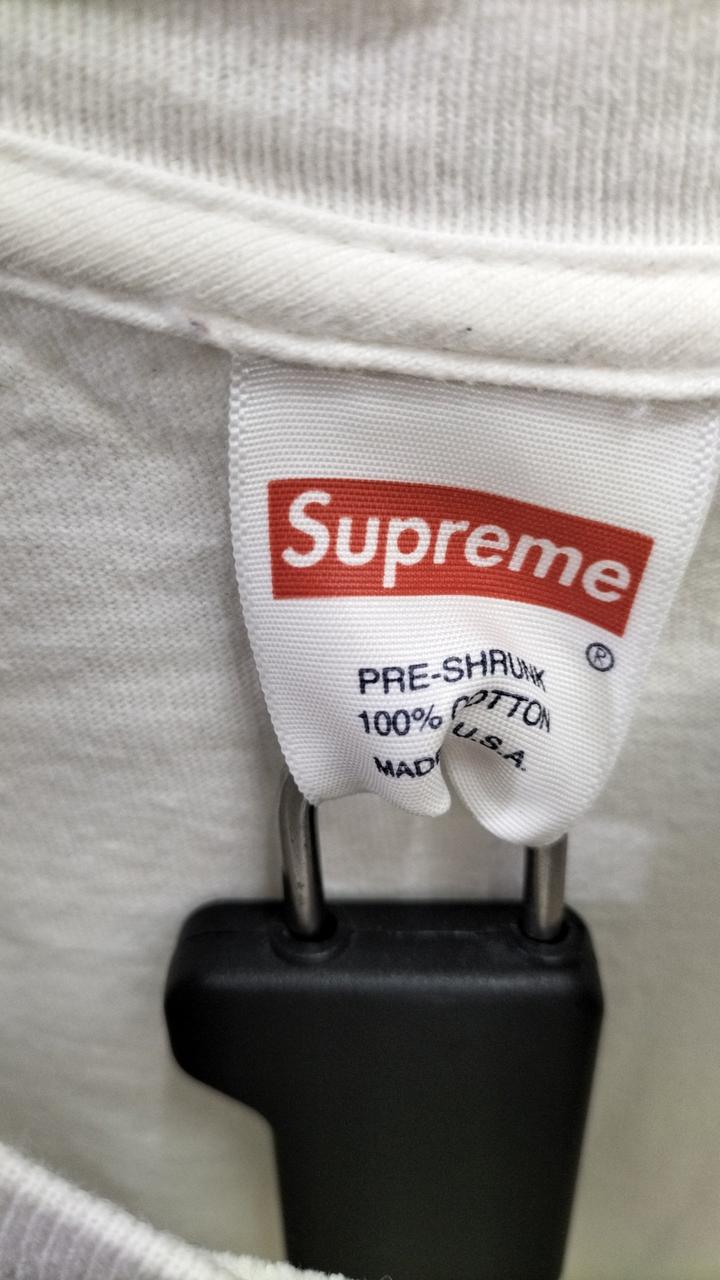 Supreme
®
PRE-SHRUNK
100% COTTON
MADE U.S.A.